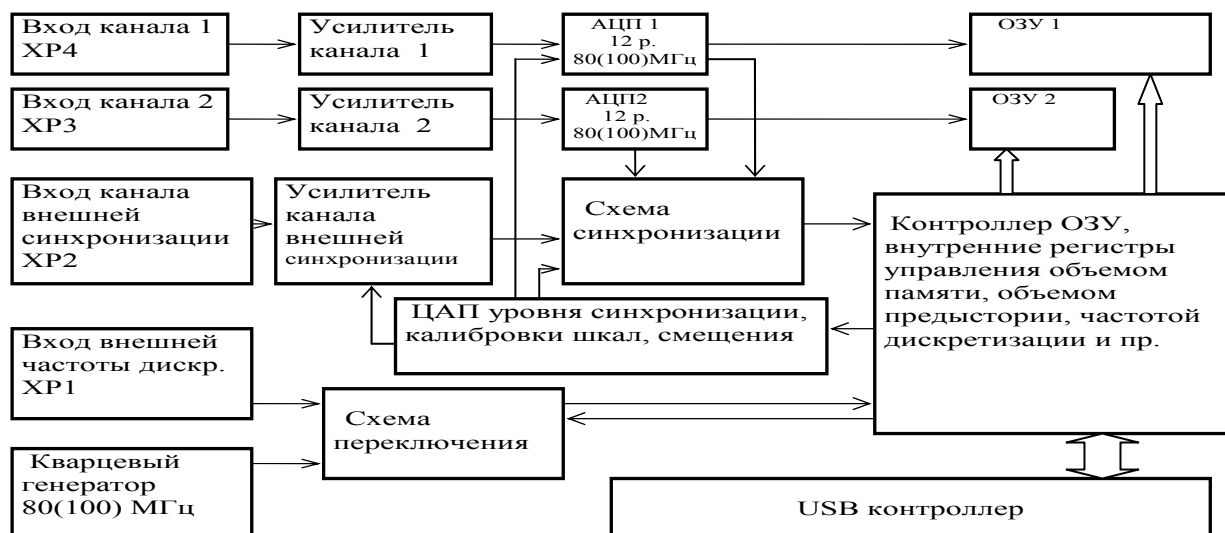 Вход канала 1
XP4
Усилитель
канала 1
АЦП 1
12 р.
80(100)МГц
ОЗУ 1
Вход канала 2
XP3
Усилитель
канала 2
АЦП2
12 р.
80(100)МГц
ОЗУ 2
Вход канала
внешней
синхронизации
XP2
Усилитель
канала
внешней
синхронизации
Схема
синхронизации
Контроллер ОЗУ,
внутренние регистры
управления объемом
памяти, объемом
предыстории, частотой
дискретизации и пр.
ЦАП уровня синхронизации,
калибровки шкал, смещения
Вход внешней
частоты дискр.
XP1
Схема
переключения
Кварцевый
генератор
80(100) МГц
USB контроллер